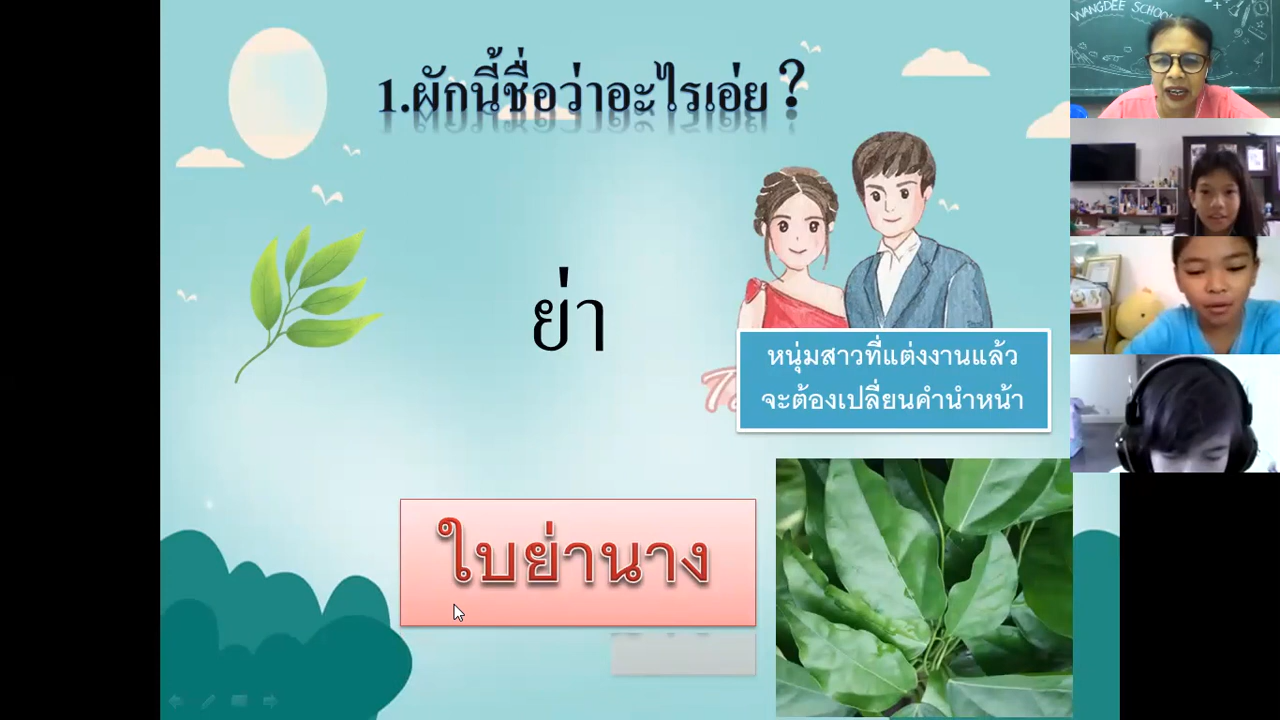 1.ผักนี้ชื่อว่าอะไรเอ่ย ?
ย่า
หนุ่มสาวที่แต่งงานแล้ว
จะต้องเปลี่ยนคำนำหน้า
ใบย่านาง
WANGDEE SCHOOL